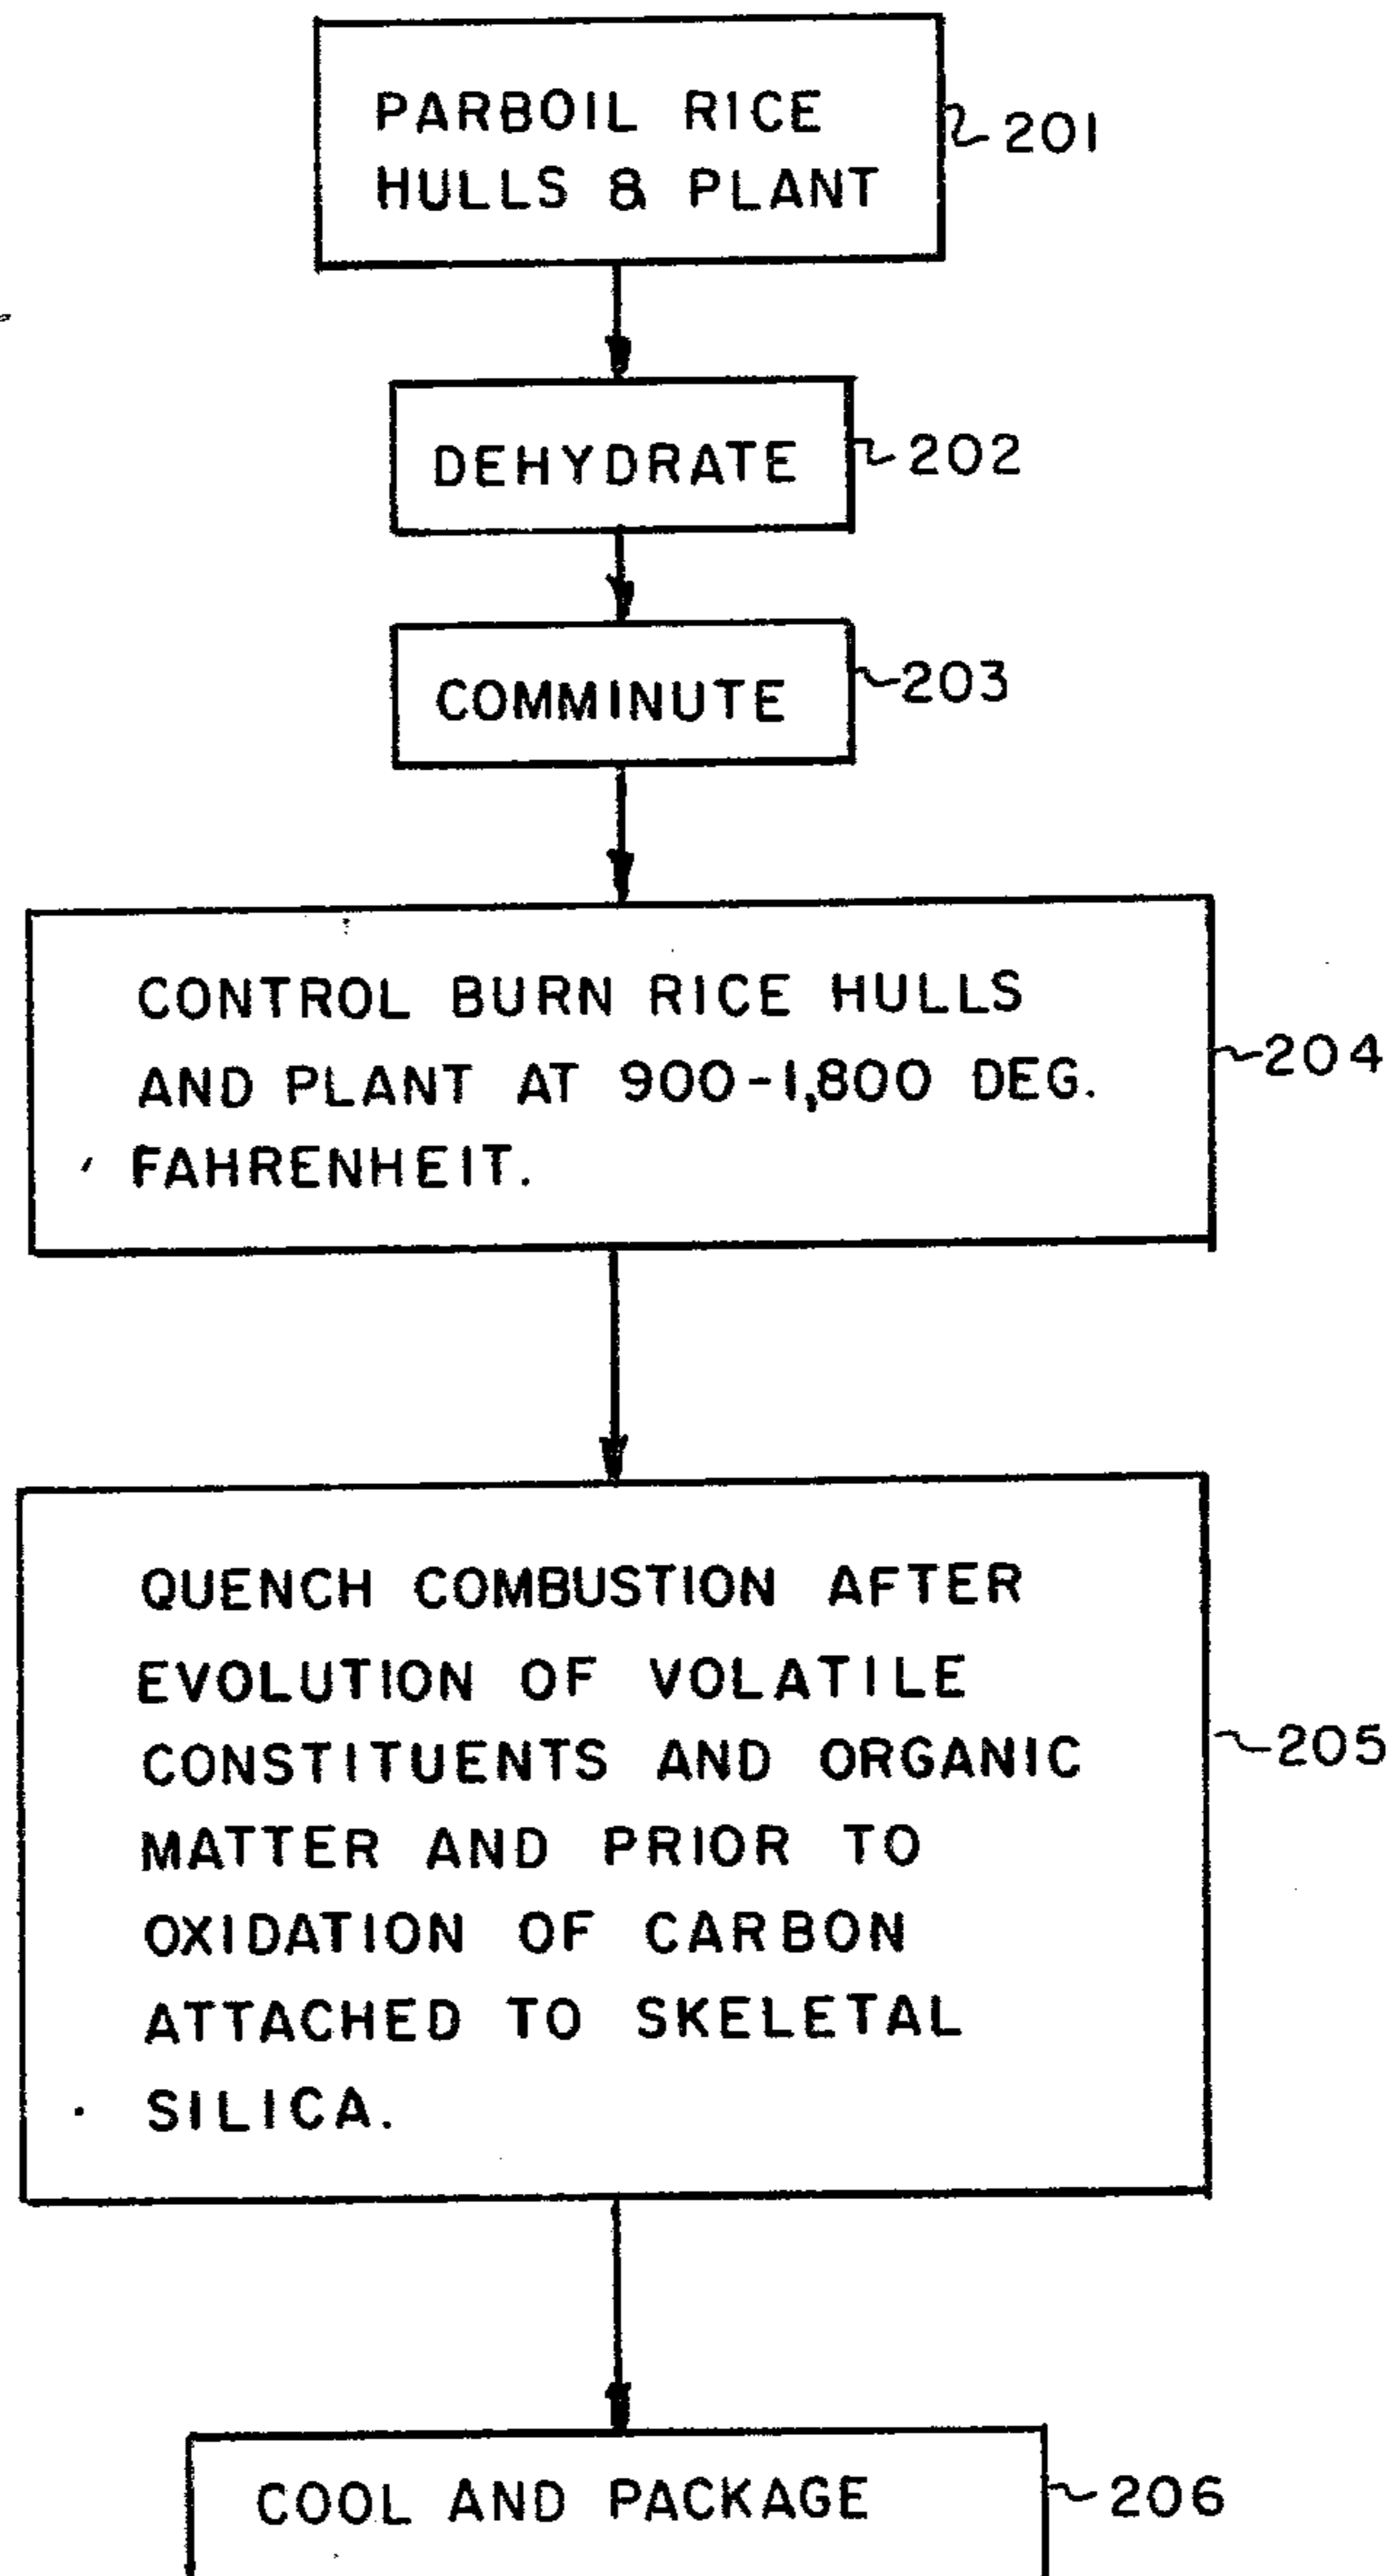 PARBOIL RICE
HULLS & PLANT
201
DEHYDRATE
202
COMMINUTE
203
CONTROL BURN RICE HULLS
AND PLANT AT 900-1,800 DEG.
FAHRENHEIT.
204
QUENCH COMBUSTION AFTER
EVOLUTION OF VOLATILE
CONSTITUENTS AND ORGANIC
MATTER AND PRIOR TO
OXIDATION OF CARBON
ATTACHED TO SKELETAL
SILICA.
205
COOL AND PACKAGE
206